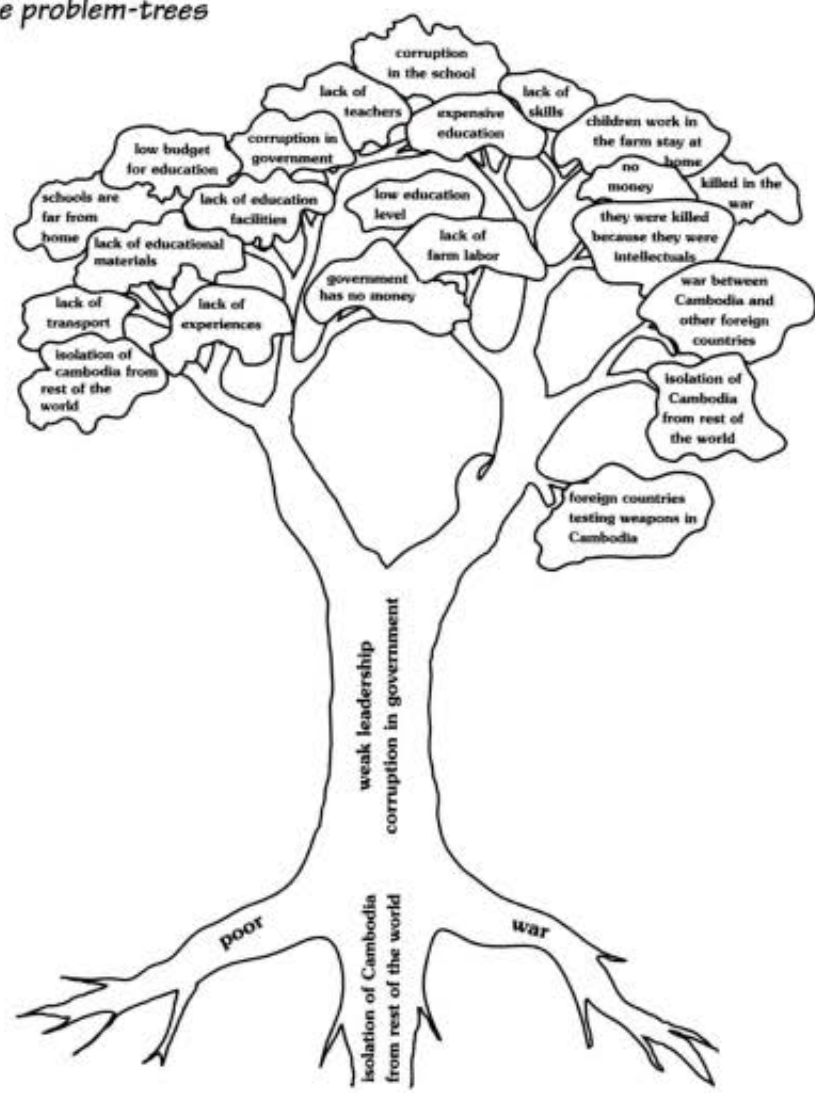 e problem-trees
corruption
in the school
lack of
teachers
lack of
skills
expensive
education
children work in
the farm stay at
home
corruption in
government
low budget
for education
no
money
killed in the
war
schools are
far from
home
lack of education
facilities
low education
level
they were killed
because they were
intellectuals
lack of educational
materials
lack of
farm labor
government
has no money
war between
Cambodia and
other foreign
countries
lack of
transport
lack of
experiences
isolation of
cambodia from
rest of the
world
isolation of
Cambodia
from rest of
the world
foreign countries
testing weapons in
Cambodia
weak leadership
corruption in government
poor
war
isolation of Cambodia
from rest of the world